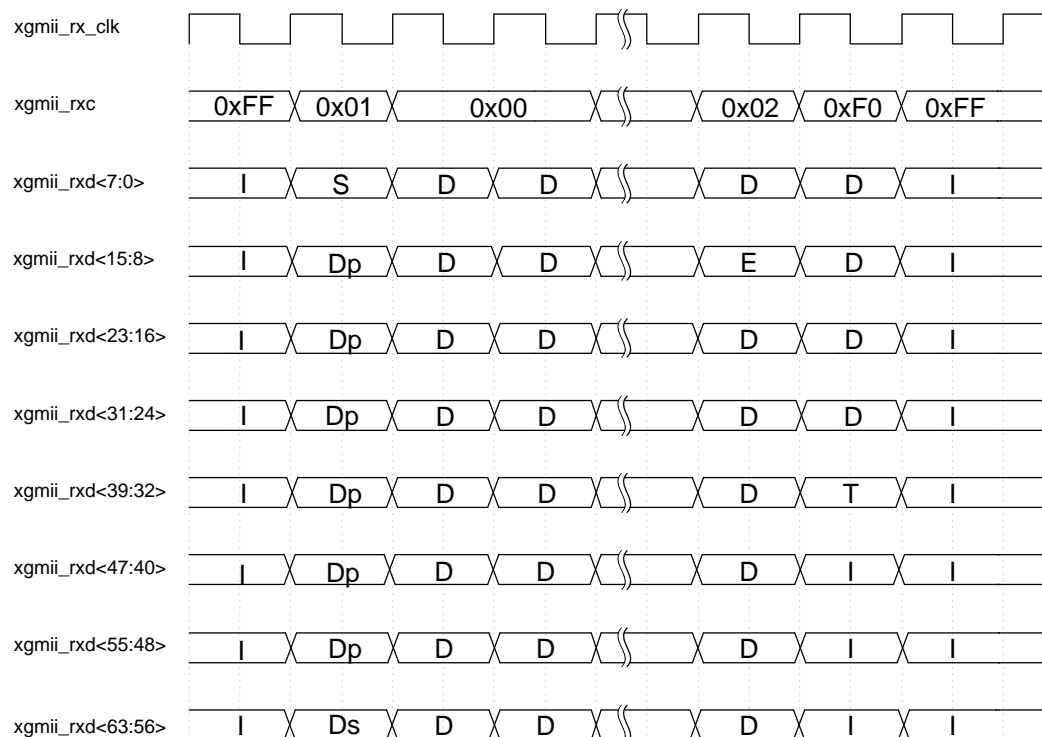 xgmii_rx_clk
xgmii_rxc 0xFF 0x01 0x00 0x02 0xF0 0xFF
xgmii_rxd<7:0> I S D D D D I
xgmii_rxd<15:8> I Dp D D E D I
xgmii_rxd<23:16> I Dp D D D D I
xgmii_rxd<31:24> I Dp D D D D I
xgmii_rxd<39:32> I Dp D D D T I
xgmii_rxd<47:40> I Dp D D D I I
xgmii_rxd<55:48> I Dp D D D I I
xgmii_rxd<63:56> I Ds D D D I I